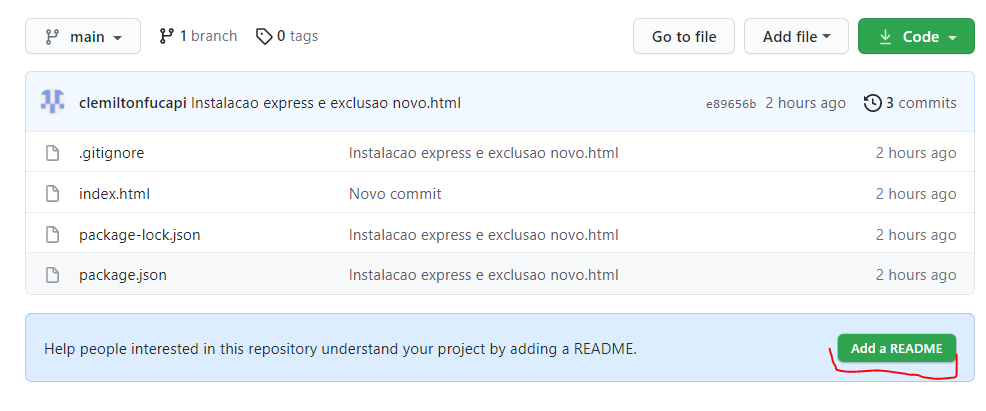 main 1 branch 0 tags Go to file Add file Code
clemiltonfucapi Instalacao express e exclusao novo.html e89656b 2 hours ago 3 commits
.gitignore Instalacao express e exclusao novo.html 2 hours ago
index.html Novo commit 2 hours ago
package-lock.json Instalacao express e exclusao novo.html 2 hours ago
package.json Instalacao express e exclusao novo.html 2 hours ago
Help people interested in this repository understand your project by adding a README. Add a README